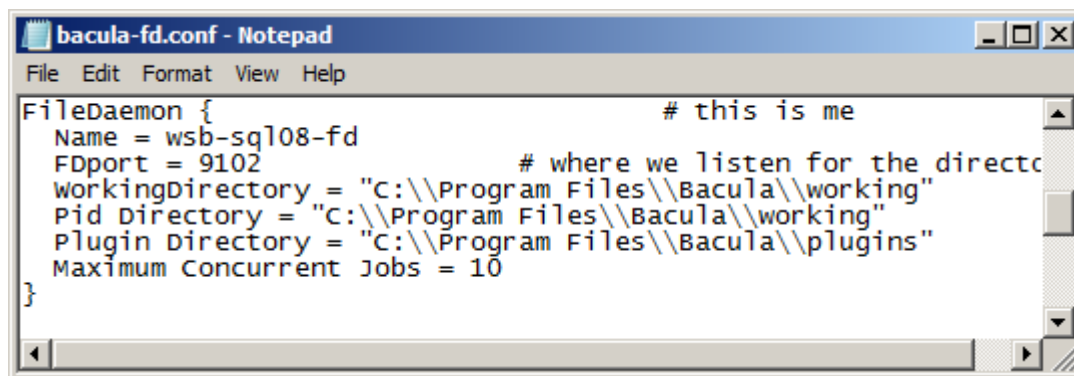 bacula-fd.conf - Notepad
File Edit Format View Help
FileDaemon {                              # this is me
  Name = wsb-sql08-fd
  FDport = 9102                  # where we listen for the directo
  WorkingDirectory = "C:\\Program Files\\Bacula\\working"
  Pid Directory = "C:\\Program Files\\Bacula\\working"
  Plugin Directory = "C:\\Program Files\\Bacula\\plugins"
  Maximum Concurrent Jobs = 10
}